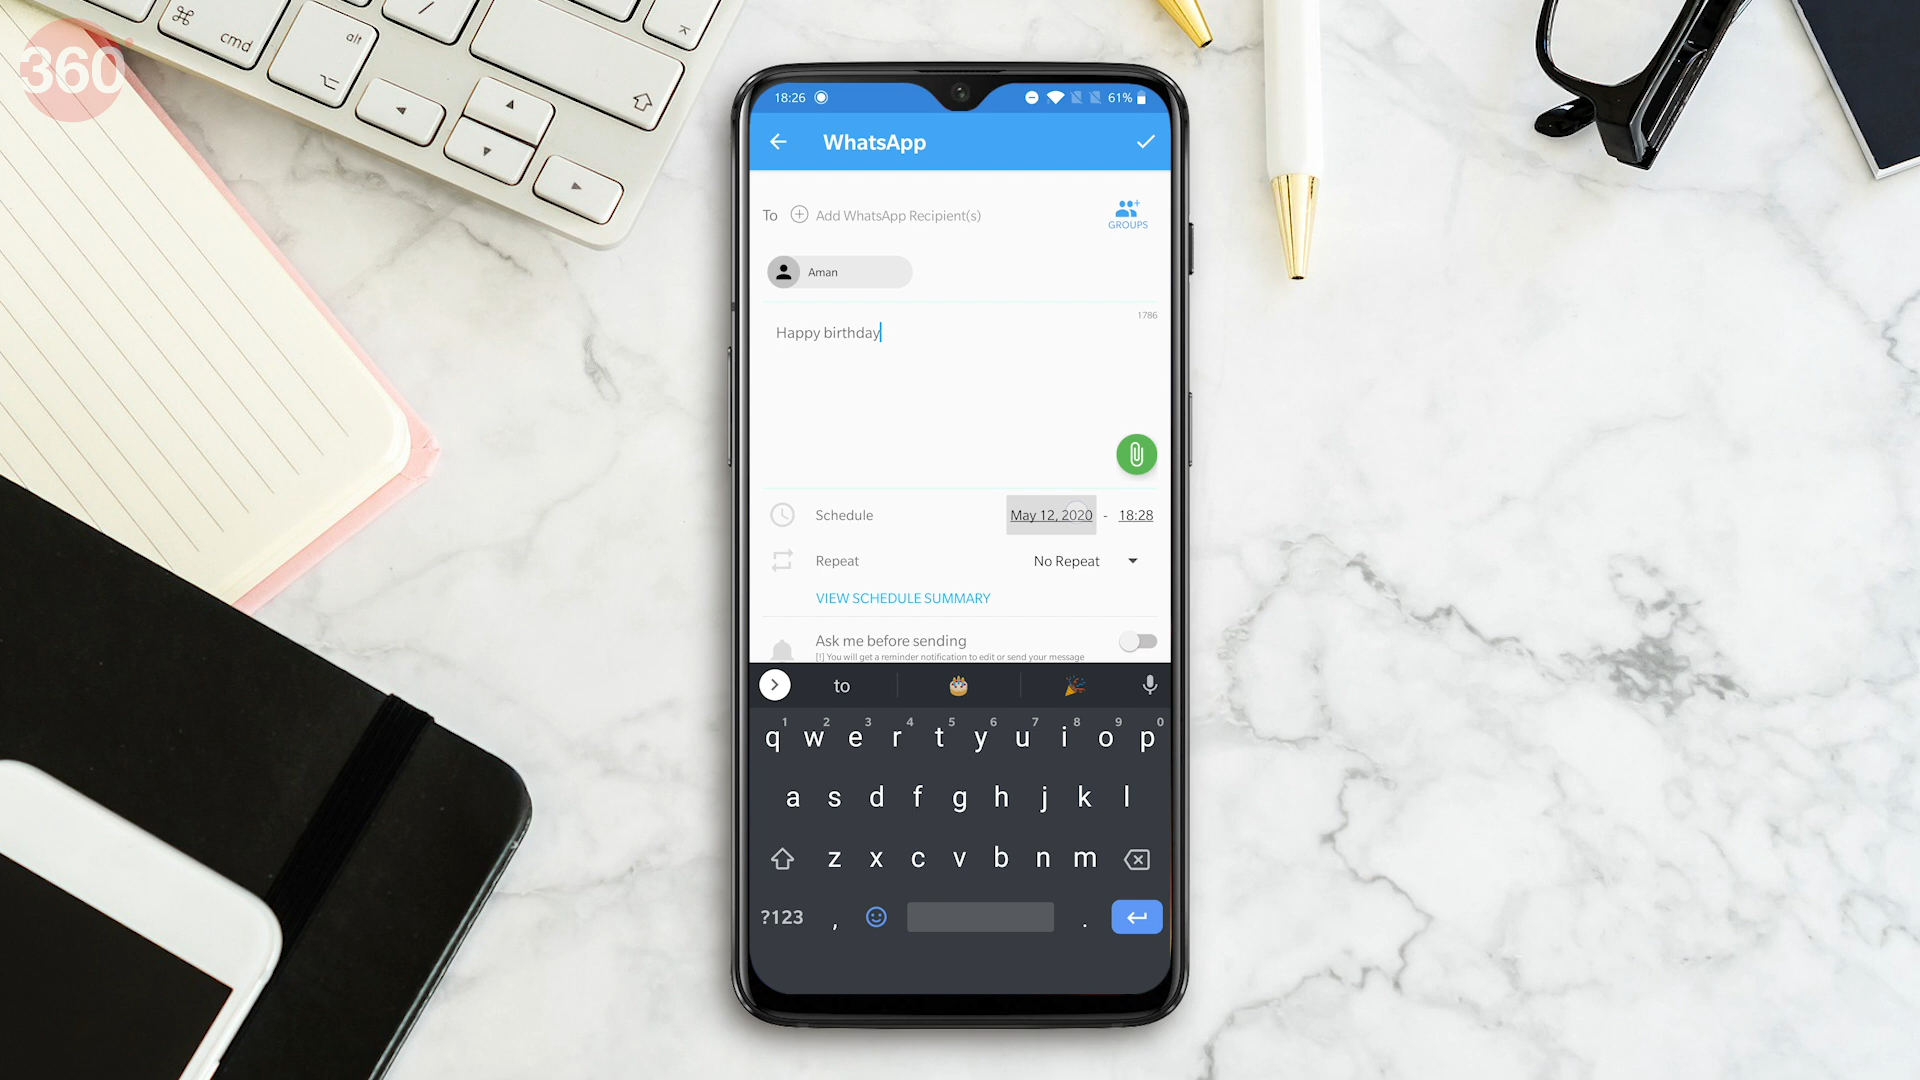 360°
cmd
alt
18:26
61%
WhatsApp
To Add WhatsApp Recipient(s)
GROUPS
Aman
1786
Happy birthday
Schedule May 12, 2020 - 18:28
Repeat No Repeat
VIEW SCHEDULE SUMMARY
Ask me before sending
[!] You will get a reminder notification to edit or send your message
to
1 2 3 4 5 6 7 8 9 0
q w e r t y u i o p
a s d f g h j k l
z x c v b n m
?123 , .